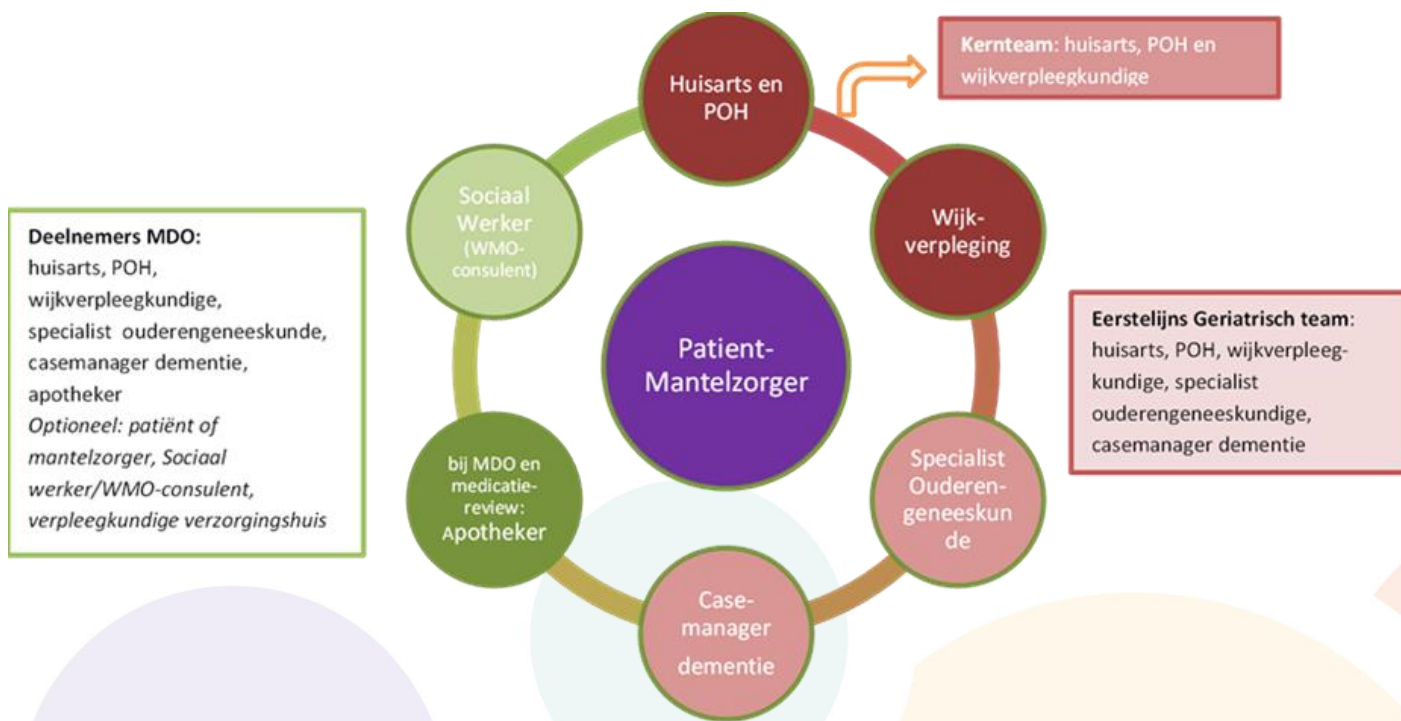 Huisarts en
POH
Kernteam: huisarts, POH en
wijkverpleegkundige
Sociaal
Werker
(WMO-
consulent)
Wijk-
verpleging
Deelnemers MDO:
huisarts, POH,
wijkverpleegkundige,
specialist ouderengeneeskunde,
casemanager dementie,
apotheker
Optioneel: patiënt of
mantelzorger, Sociaal
werker/WMO-consulent,
verpleegkundige verzorgingshuis
Patient-
Mantelzorger
Eerstelijns Geriatrisch team:
huisarts, POH, wijkverpleeg-
kundige, specialist
ouderengeneeskundige,
casemanager dementie
bij MDO en
medicatie-
review:
Apotheker
Specialist
Ouderen-
geneeskun
de
Case-
manager
dementie